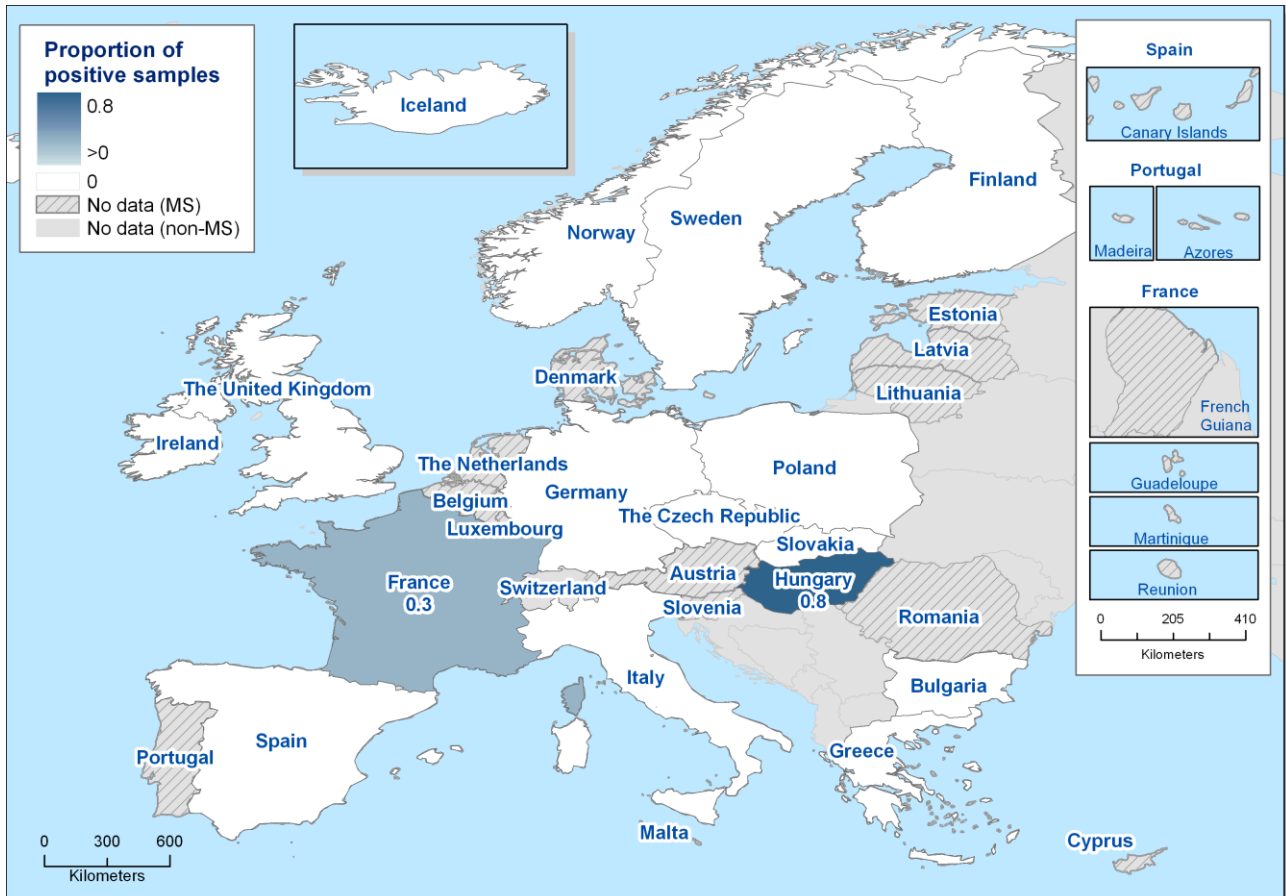 Proportion of
positive samples
0.8
>0
0
No data (MS)
No data (non-MS)
Iceland
Finland
Sweden
Norway
Estonia
Latvia
Denmark
Lithuania
The United Kingdom
Ireland
The Netherlands
Poland
Belgium
Germany
Luxembourg
The Czech Republic
Slovakia
France
0.3
Switzerland
Austria
Hungary
0.8
Slovenia
Romania
Italy
Bulgaria
Spain
Portugal
Greece
Malta
Cyprus
0 300 600
Kilometers
Spain
Canary Islands
Portugal
Madeira
Azores
France
French
Guiana
Guadeloupe
Martinique
Reunion
0 205 410
Kilometers